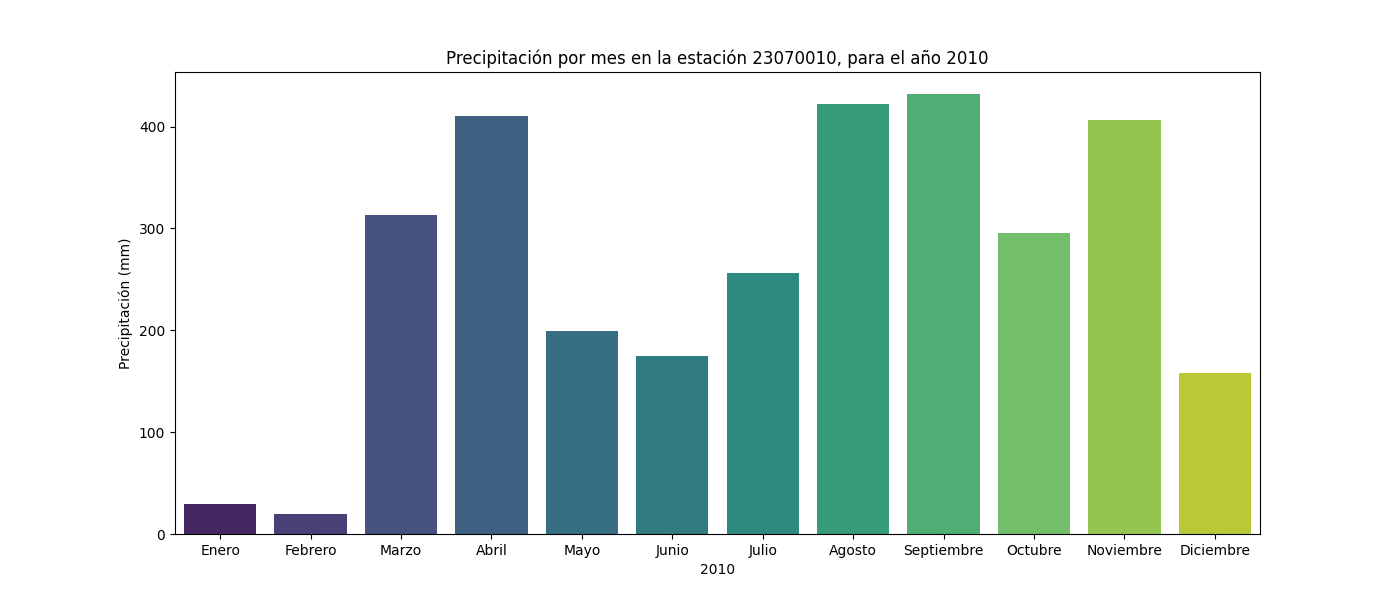 Precipitación por mes en la estación 23070010, para el año 2010
Precipitación (mm)
400
300
200
100
0
Enero Febrero Marzo Abril Mayo Junio Julio Agosto Septiembre Octubre Noviembre Diciembre
2010